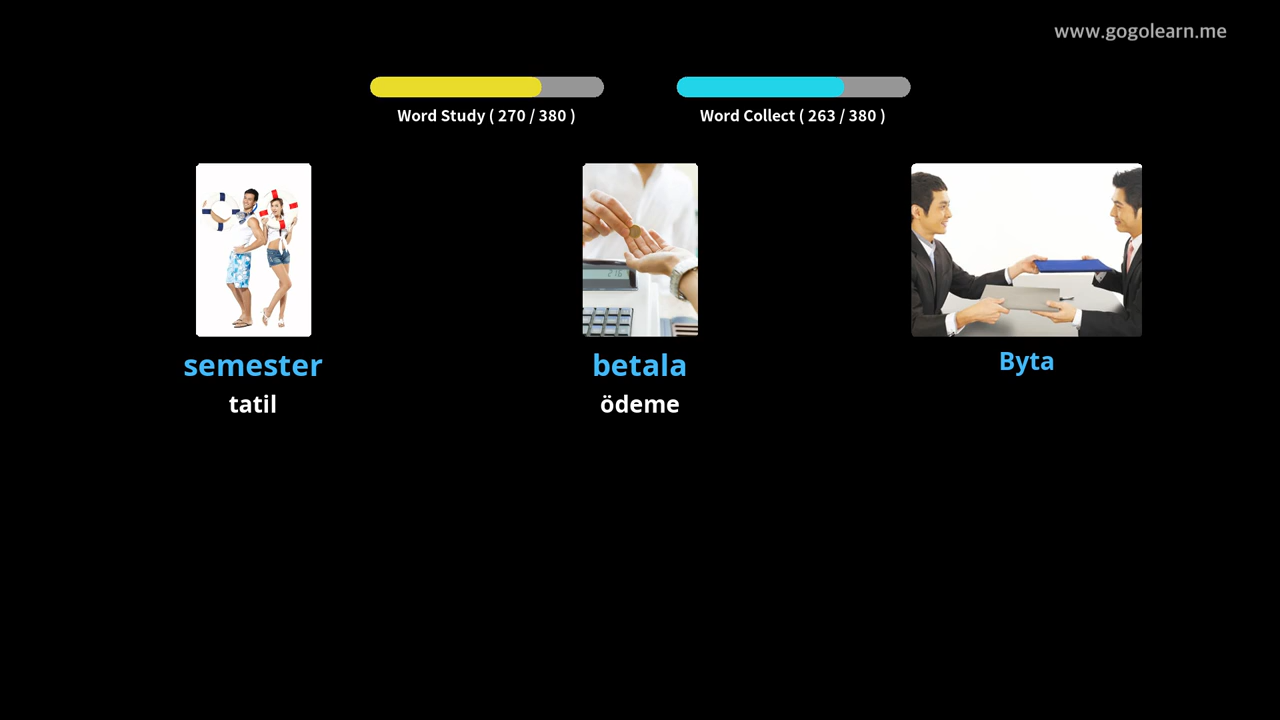 www.gogolearn.me
Word Study ( 270 / 380 )
Word Collect ( 263 / 380 )
semester
betala
Byta
tatil
ödeme